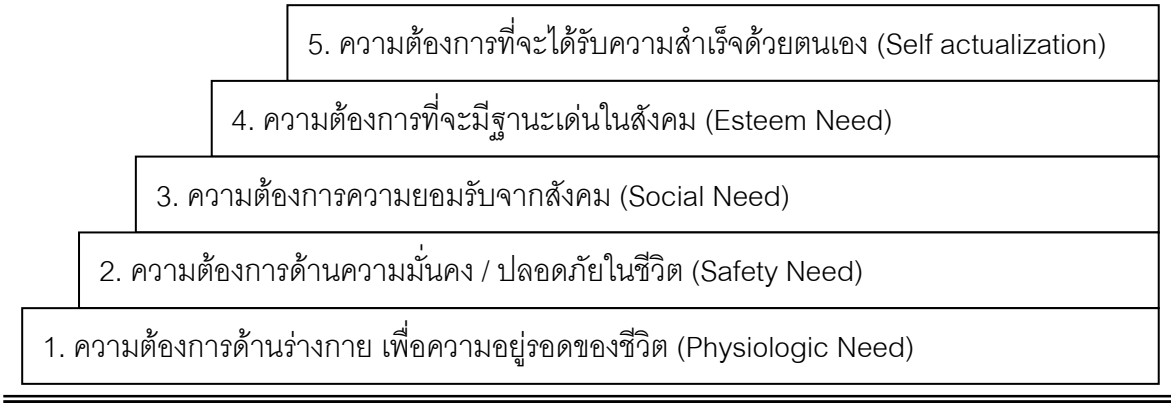 5. ความต้องการที่จะได้รับความสำเร็จด้วยตนเอง (Self actualization)
4. ความต้องการที่จะมีฐานะเด่นในสังคม (Esteem Need)
3. ความต้องการความยอมรับจากสังคม (Social Need)
2. ความต้องการด้านความมั่นคง / ปลอดภัยในชีวิต (Safety Need)
1. ความต้องการด้านร่างกาย เพื่อความอยู่รอดของชีวิต (Physiologic Need)